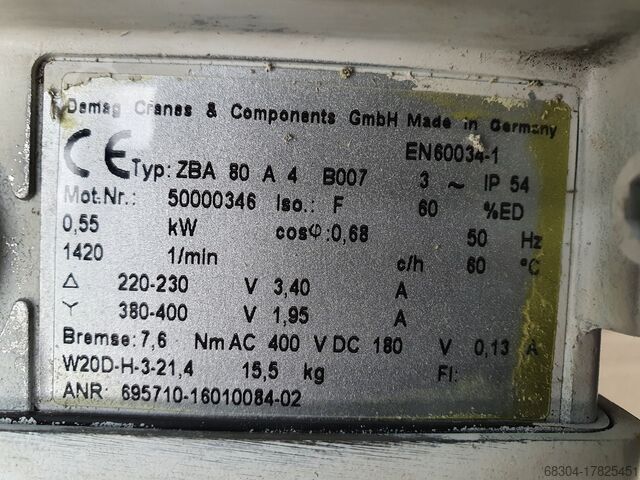 Demag Cranes & Components GmbH Made in Germany
CE Typ: ZBA 80 A 4 B007 EN60034-1 3 ~ IP 54
Mot.Nr.: 50000346 Iso.: F 60 %ED
0,55 kW cosφ:0,68 50 Hz
1420 1/min c/h 60 °C
Δ 220-230 V 3,40 A
Y 380-400 V 1,95 A
Bremse: 7,6 Nm AC 400 V DC 180 V 0,13 A
W20D-H-3-21,4 15,5 kg FI:
ANR: 695710-16010084-02
68304-17825451